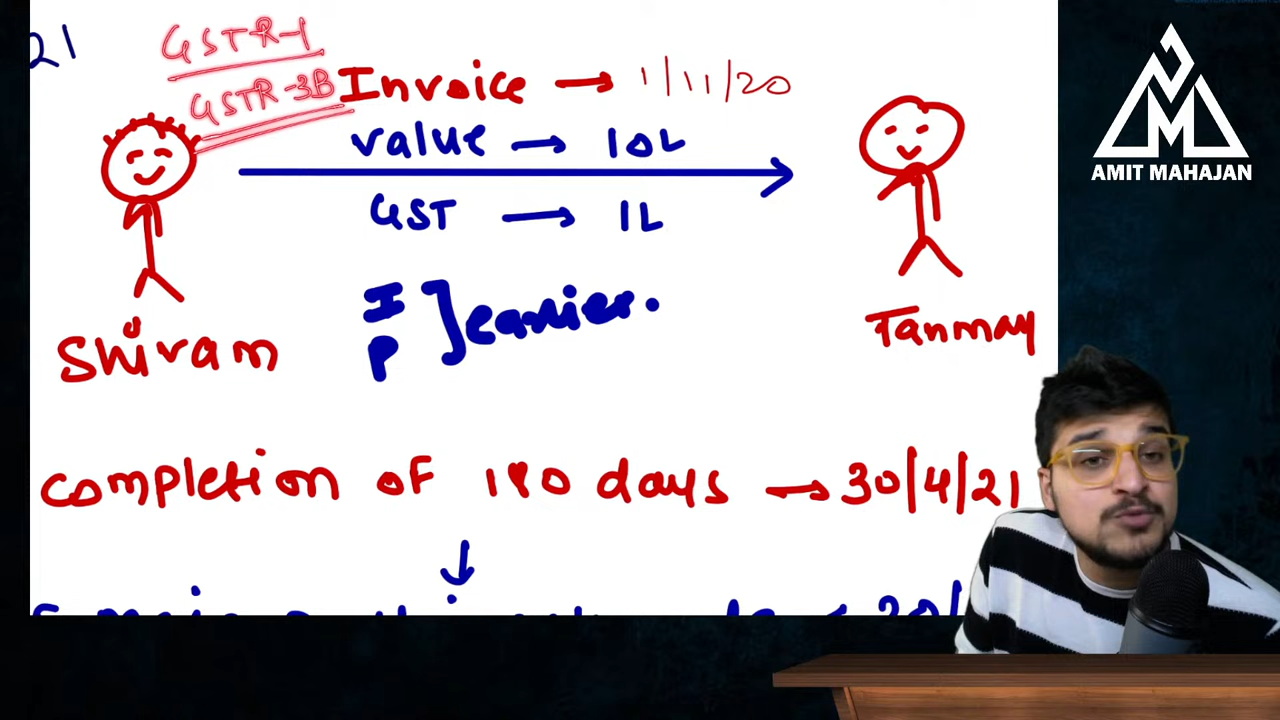 21
GSTR-1
GSTR-3B
Invoice → 1/11/20
value → 10L
GST → 1L
I
P ] earlier.
Shivam
Tanmay
completion of 180 days → 30/4/21
↓
AMIT MAHAJAN